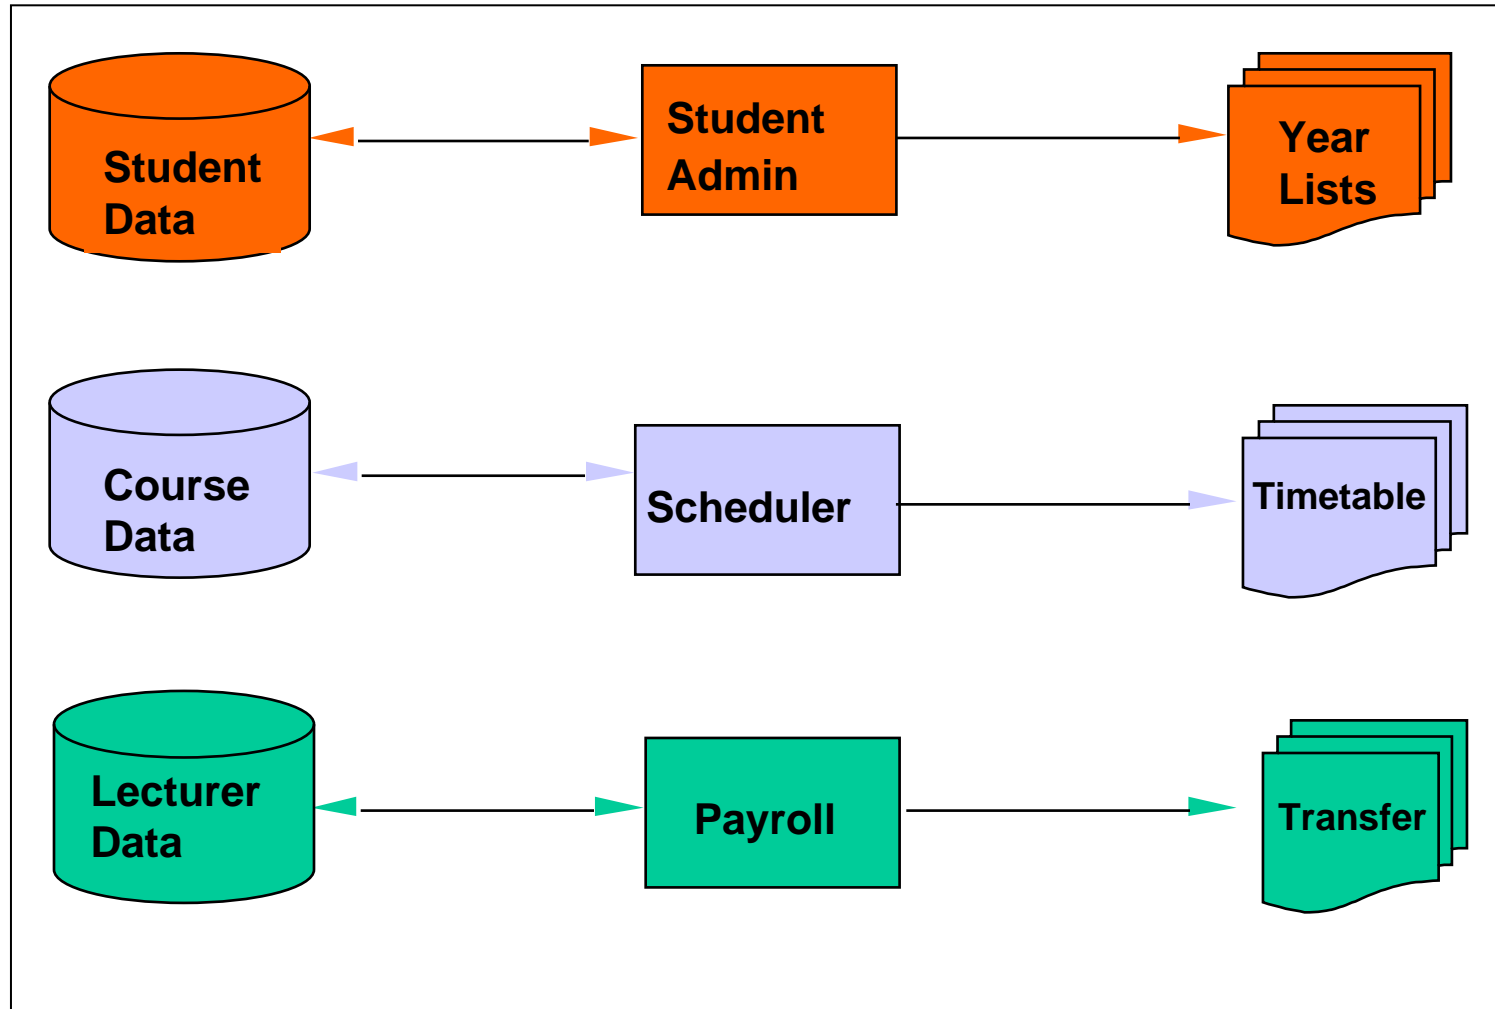 Student
Data
Student
Admin
Year
Lists
Course
Data
Scheduler
Timetable
Lecturer
Data
Payroll
Transfer